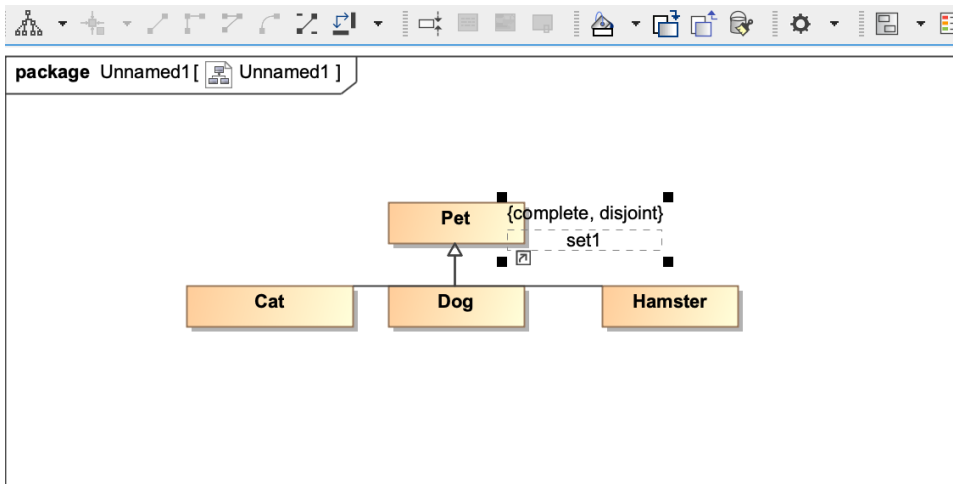 package Unnamed1[ Unnamed1 ]
Pet
{complete, disjoint}
set1
Cat
Dog
Hamster